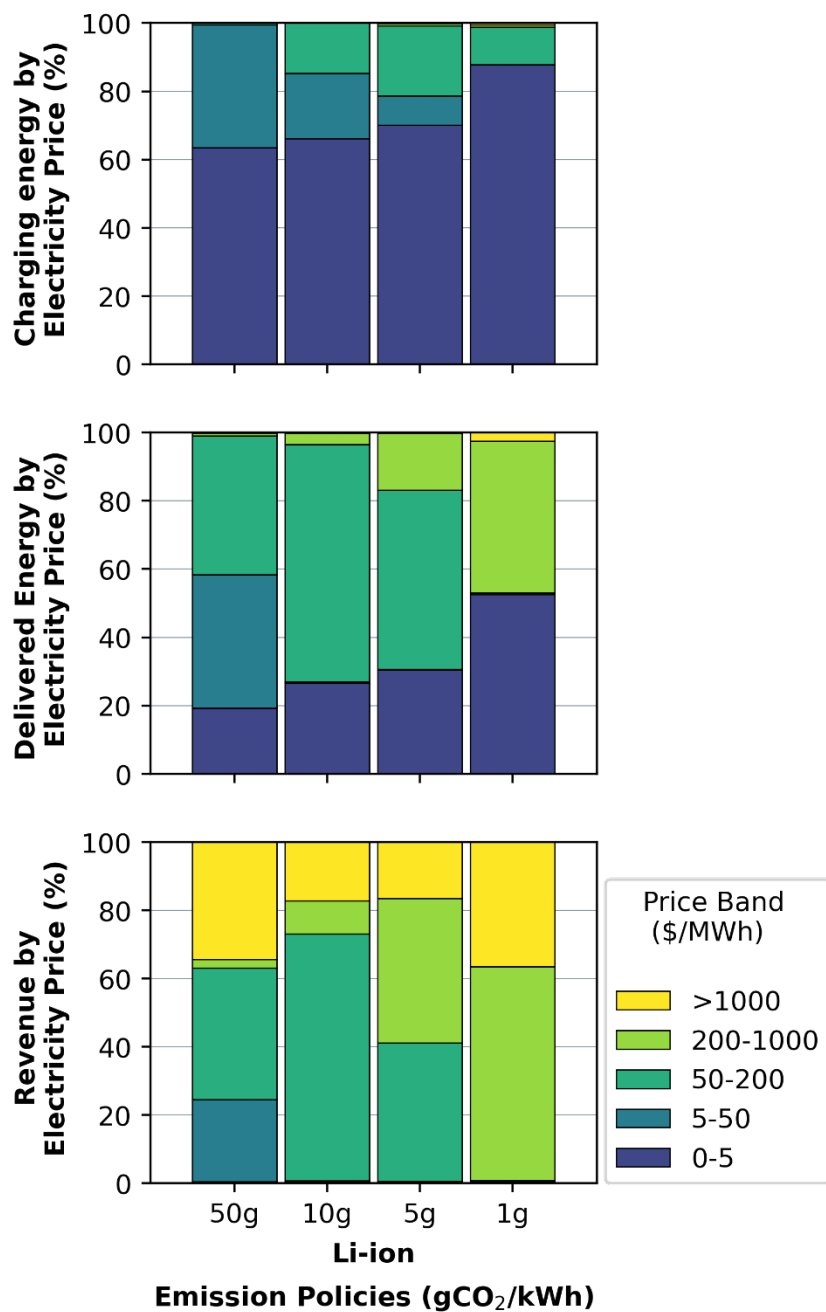 Charging energy by
Electricity Price (%)
100
80
60
40
20
0
Delivered Energy by
Electricity Price (%)
100
80
60
40
20
0
Revenue by
Electricity Price (%)
100
80
60
40
20
0
50g 10g 5g 1g
Li-ion
Emission Policies (gCO₂/kWh)
Price Band
($/MWh)
>1000
200-1000
50-200
5-50
0-5